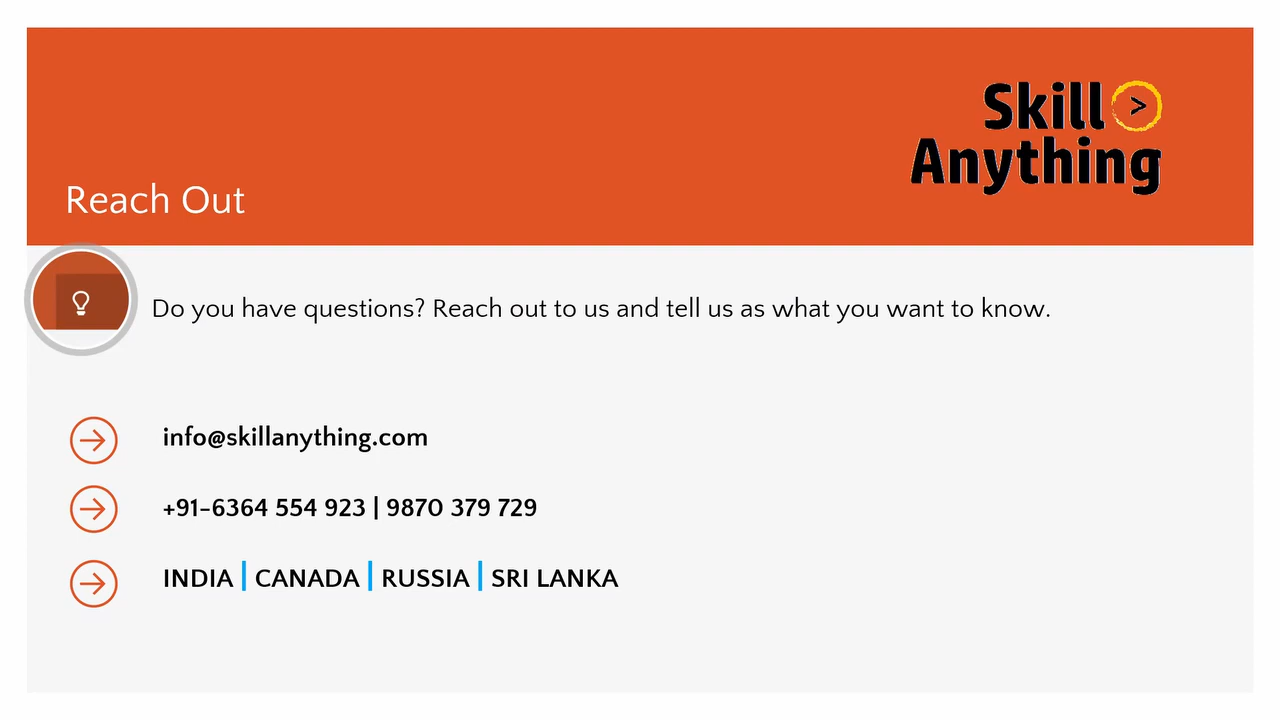 Skill >
Anything
Reach Out
Do you have questions? Reach out to us and tell us as what you want to know.
info@skillanything.com
+91-6364 554 923 | 9870 379 729
INDIA | CANADA | RUSSIA | SRI LANKA